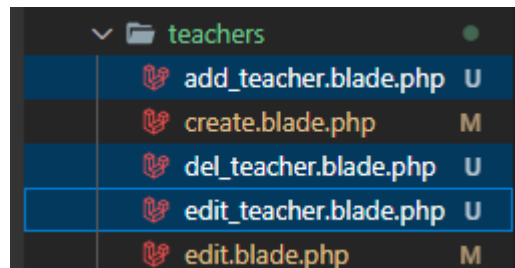 teachers
add_teacher.blade.php U
create.blade.php M
del_teacher.blade.php U
edit_teacher.blade.php U
edit.blade.php M